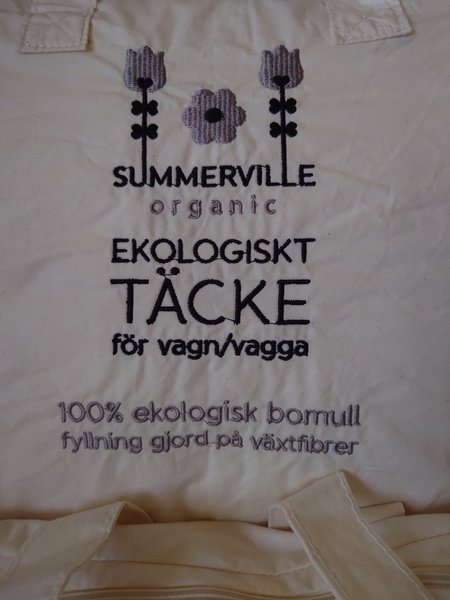 SUMMERVILLE
organic
EKOLOGISKT
TÄCKE
för vagn/vagga
100% ekologisk bomull
fyllning gjord på växtfibrer